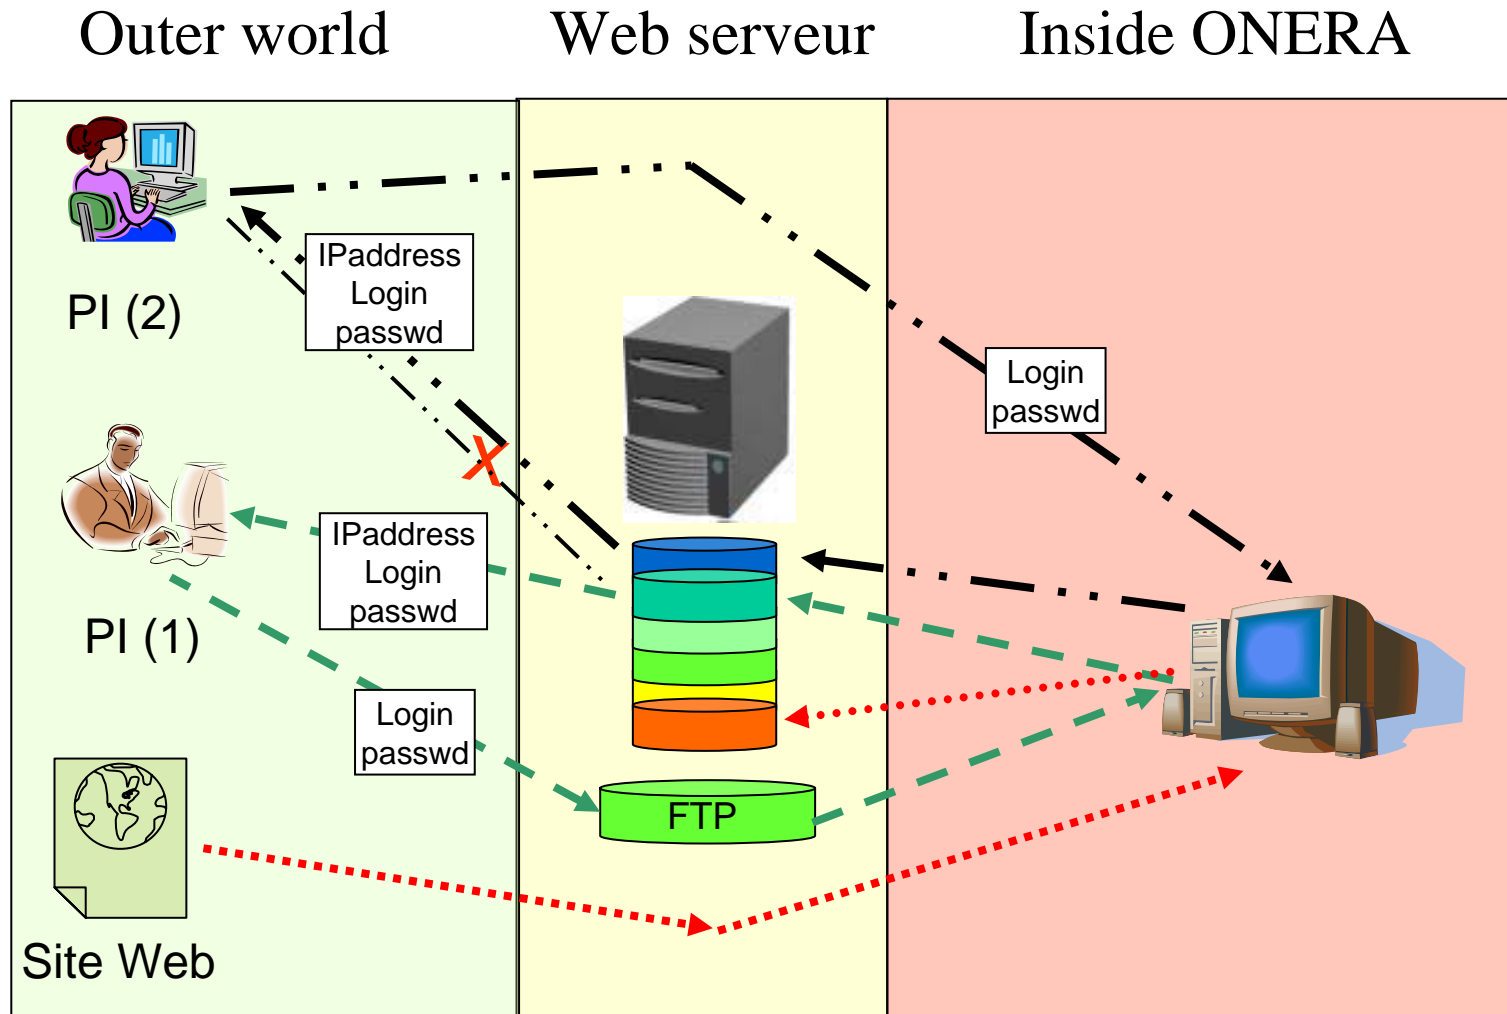 Outer world
Web serveur
Inside ONERA
IPaddress
Login
passwd
PI (2)
Login
passwd
X
IPaddress
Login
passwd
PI (1)
Login
passwd
FTP
Site Web